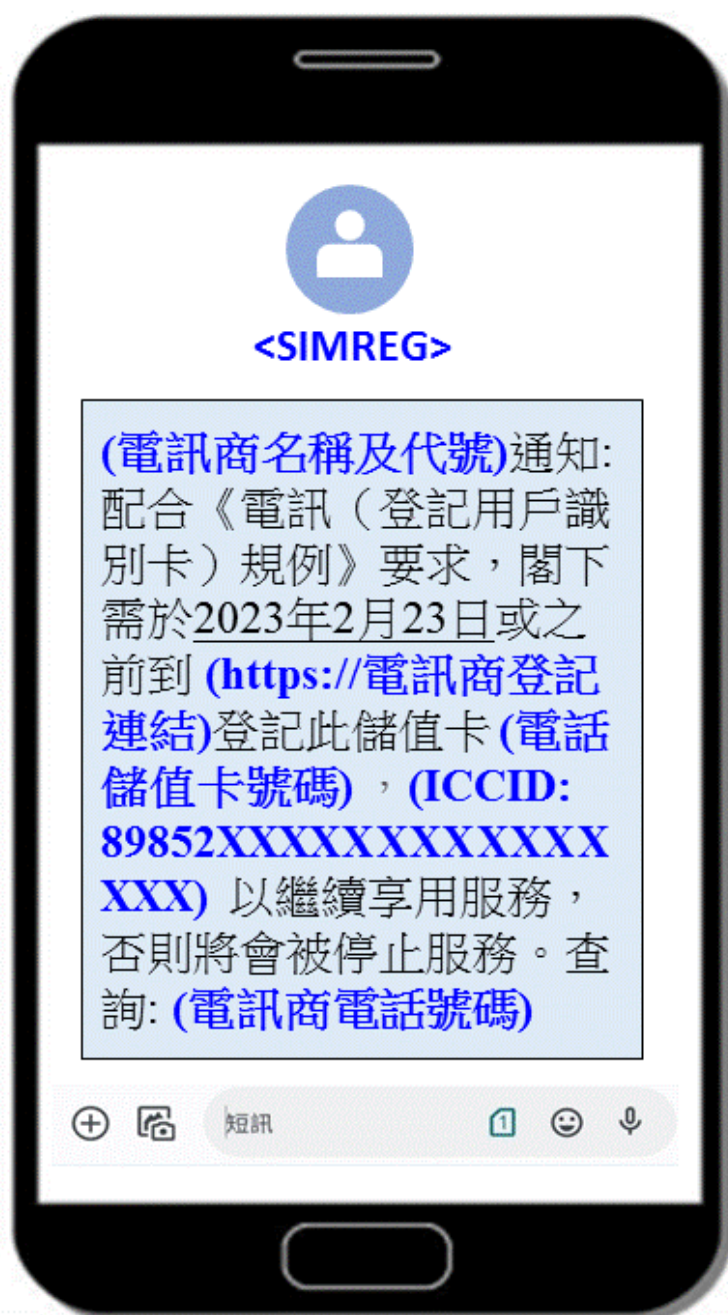 <SIMREG>
(電訊商名稱及代號)通知:
配合《電訊（登記用戶識
別卡）規例》要求，閣下
需於2023年2月23日或之
前到 (https://電訊商登記
連結)登記此儲值卡 (電話
儲值卡號碼) ，(ICCID:
89852XXXXXXXXXXXXX
XXX) 以繼續享用服務，
否則將會被停止服務。查
詢: (電訊商電話號碼)
短訊
1